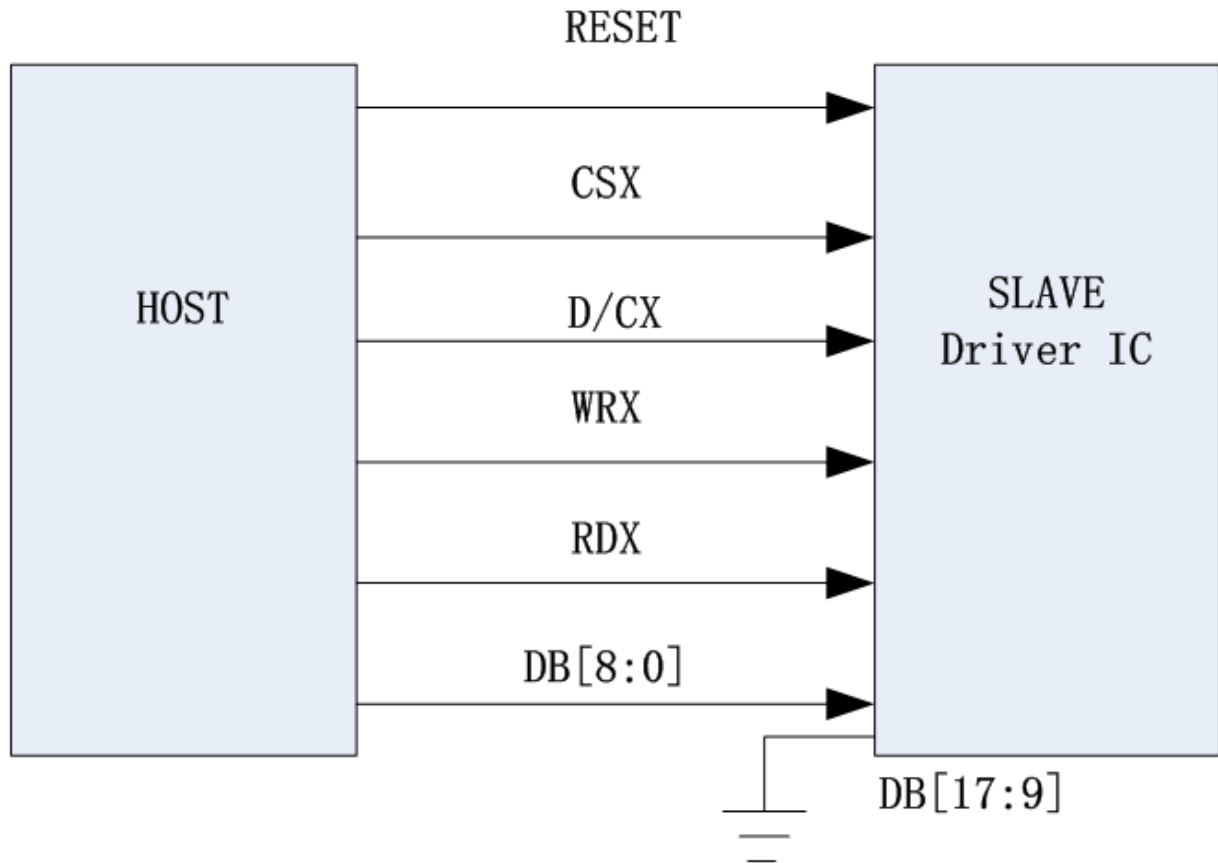 RESET
CSX
HOST
SLAVE
Driver IC
D/CX
WRX
RDX
DB[8:0]
DB[17:9]